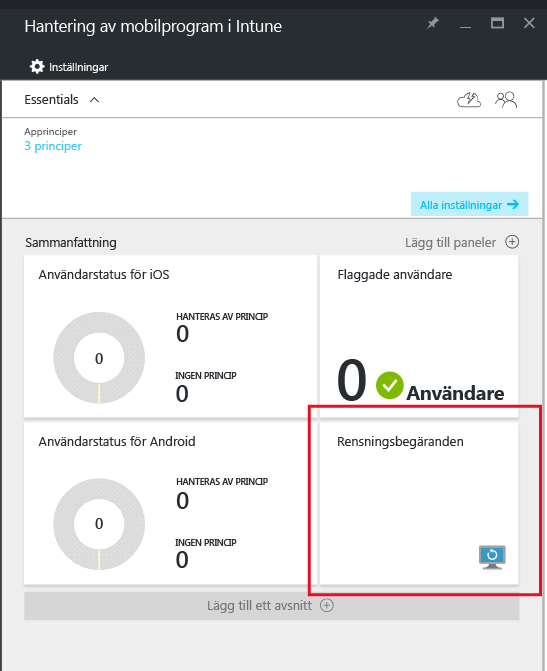 Hantering av mobilprogram i Intune
Inställningar
Essentials
Apprinciper
3 principer
Alla inställningar
Sammanfattning
Lägg till paneler
Användarstatus för iOS
0
HANTERAS AV PRINCIP
0
INGEN PRINCIP
0
Flaggade användare
0 Användare
Användarstatus för Android
0
HANTERAS AV PRINCIP
0
INGEN PRINCIP
0
Rensningsbegäranden
Lägg till ett avsnitt